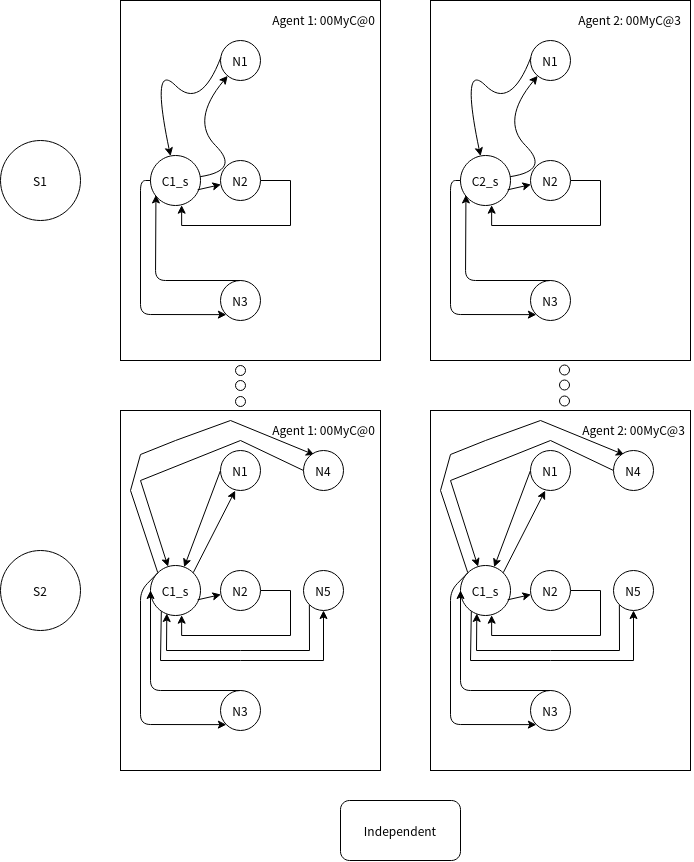 Agent 1: 00MyC@0
Agent 2: 00MyC@3
N1
N1
S1
C1_s
N2
C2_s
N2
N3
N3
Agent 1: 00MyC@0
Agent 2: 00MyC@3
N1
N4
N1
N4
S2
C1_s
N2
N5
C1_s
N2
N5
N3
N3
Independent